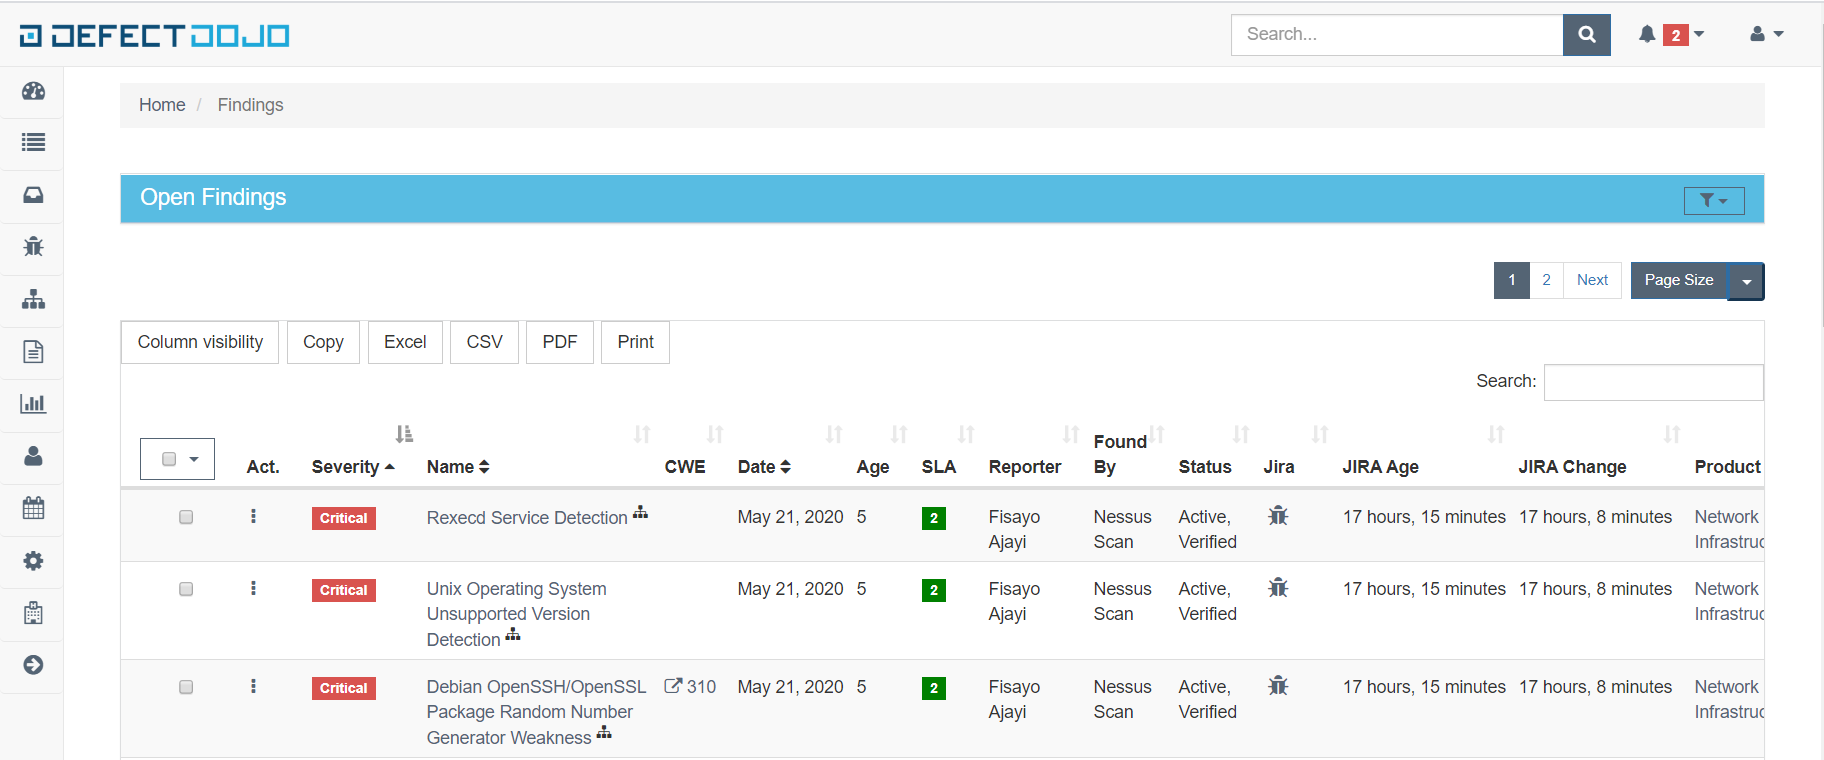 DEFECTDOJO
Search...
2
Home / Findings
Open Findings
1 2 Next Page Size
Column visibility Copy Excel CSV PDF Print
Search:
Act. Severity Name CWE Date Age SLA Reporter Found By Status Jira JIRA Age JIRA Change Product
Critical Rexecd Service Detection May 21, 2020 5 2 Fisayo Nessus Active, 17 hours, 15 minutes 17 hours, 8 minutes Network
Ajayi Scan Verified Infrastruc
Critical Unix Operating System May 21, 2020 5 2 Fisayo Nessus Active, 17 hours, 15 minutes 17 hours, 8 minutes Network
Unsupported Version Ajayi Scan Verified Infrastruc
Detection
Critical Debian OpenSSH/OpenSSL 310 May 21, 2020 5 2 Fisayo Nessus Active, 17 hours, 15 minutes 17 hours, 8 minutes Network
Package Random Number Ajayi Scan Verified Infrastruc
Generator Weakness